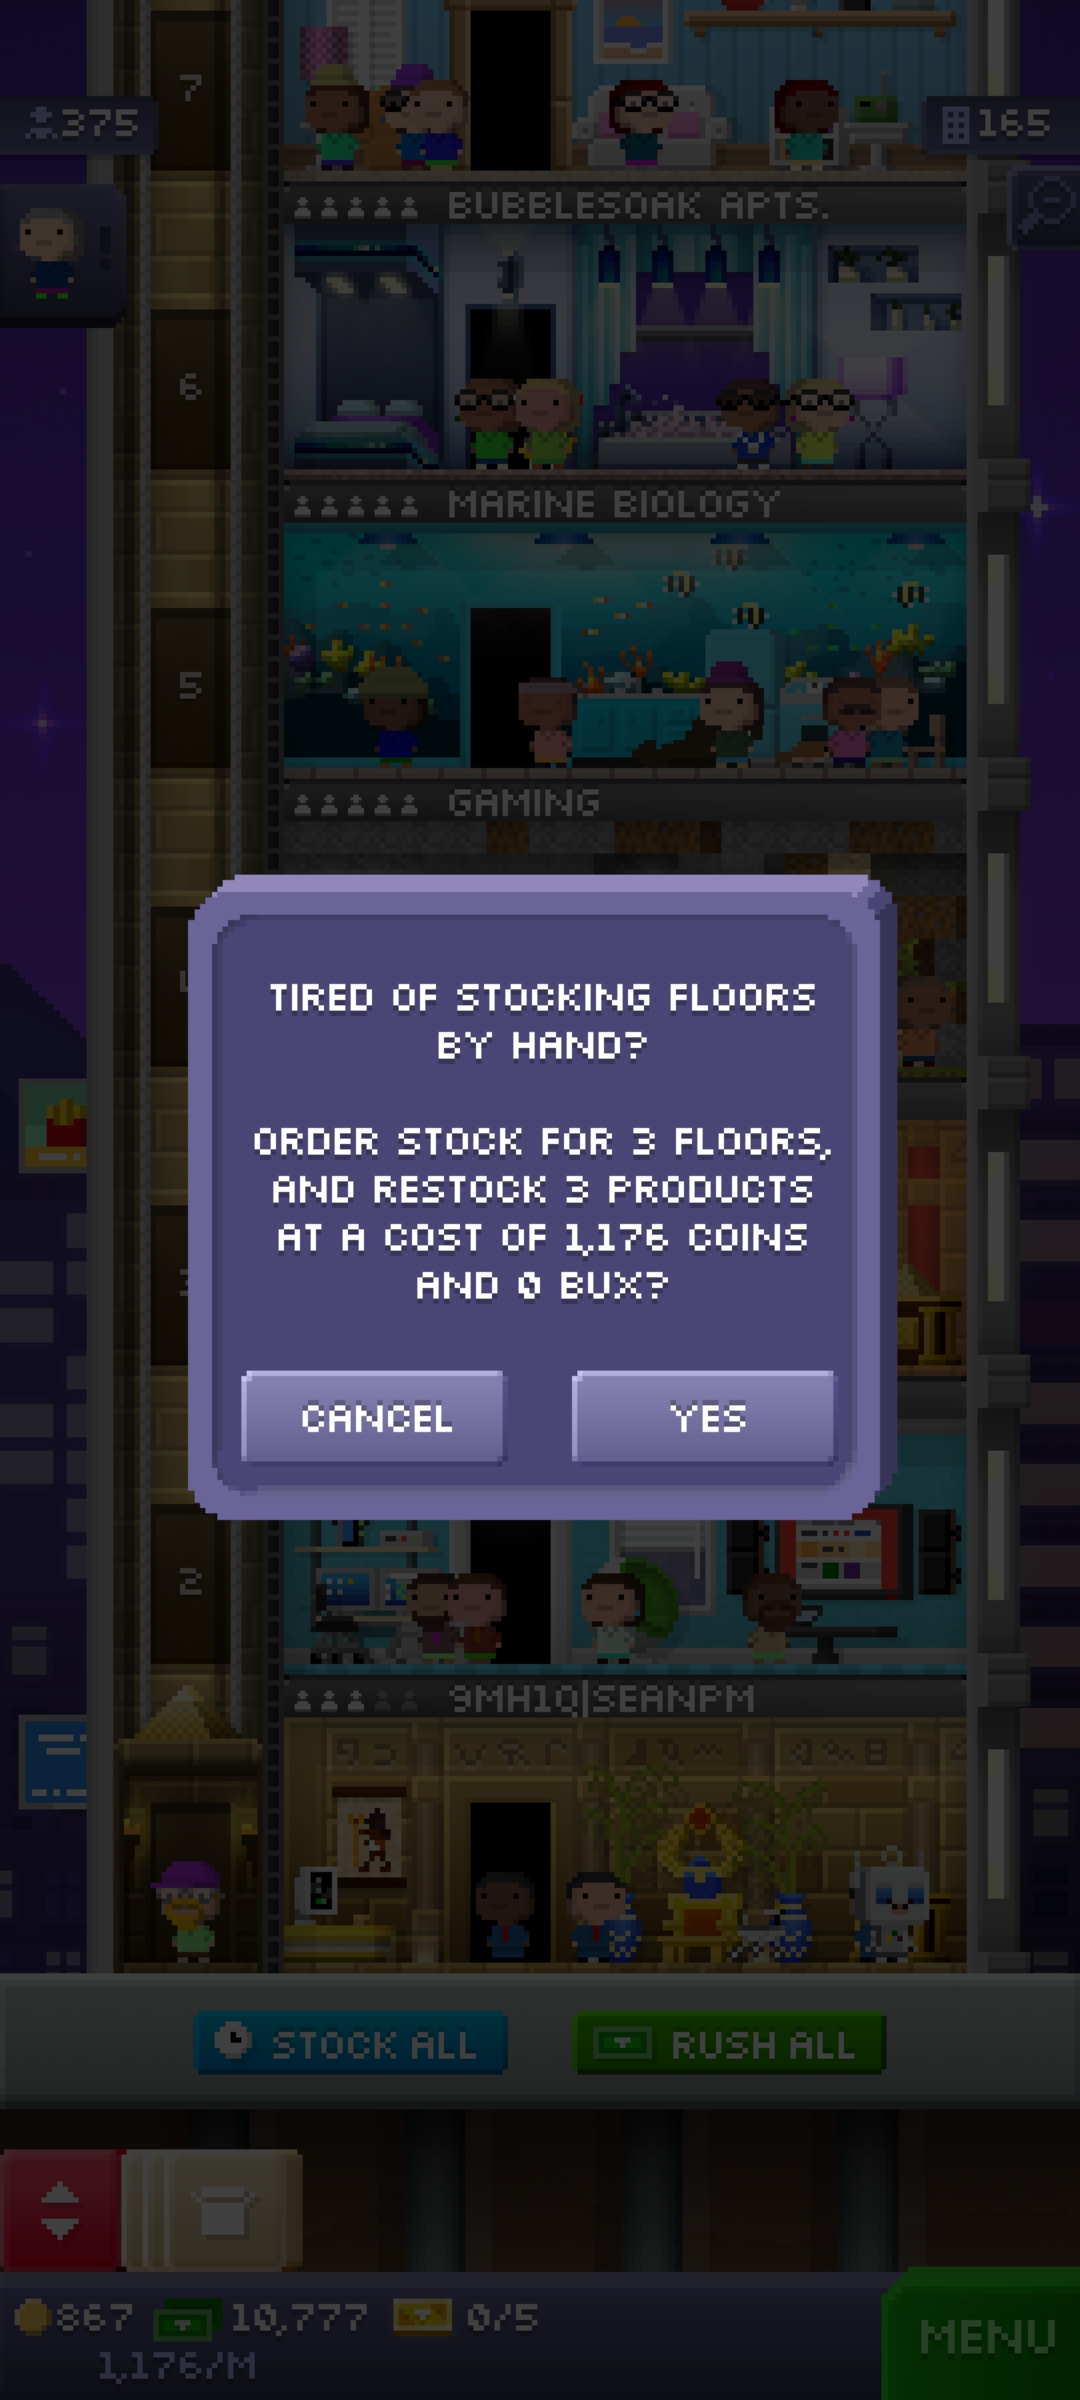 7
375
165
BUBBLESOAK APTS.
6
MARINE BIOLOGY
5
GAMING
TIRED OF STOCKING FLOORS
BY HAND?
ORDER STOCK FOR 3 FLOORS,
AND RESTOCK 3 PRODUCTS
AT A COST OF 1,176 COINS
AND 0 BUX?
CANCEL
YES
2
9MH1Q|SEANPM
STOCK ALL
RUSH ALL
867
10,777
0/5
1,176/M
MENU